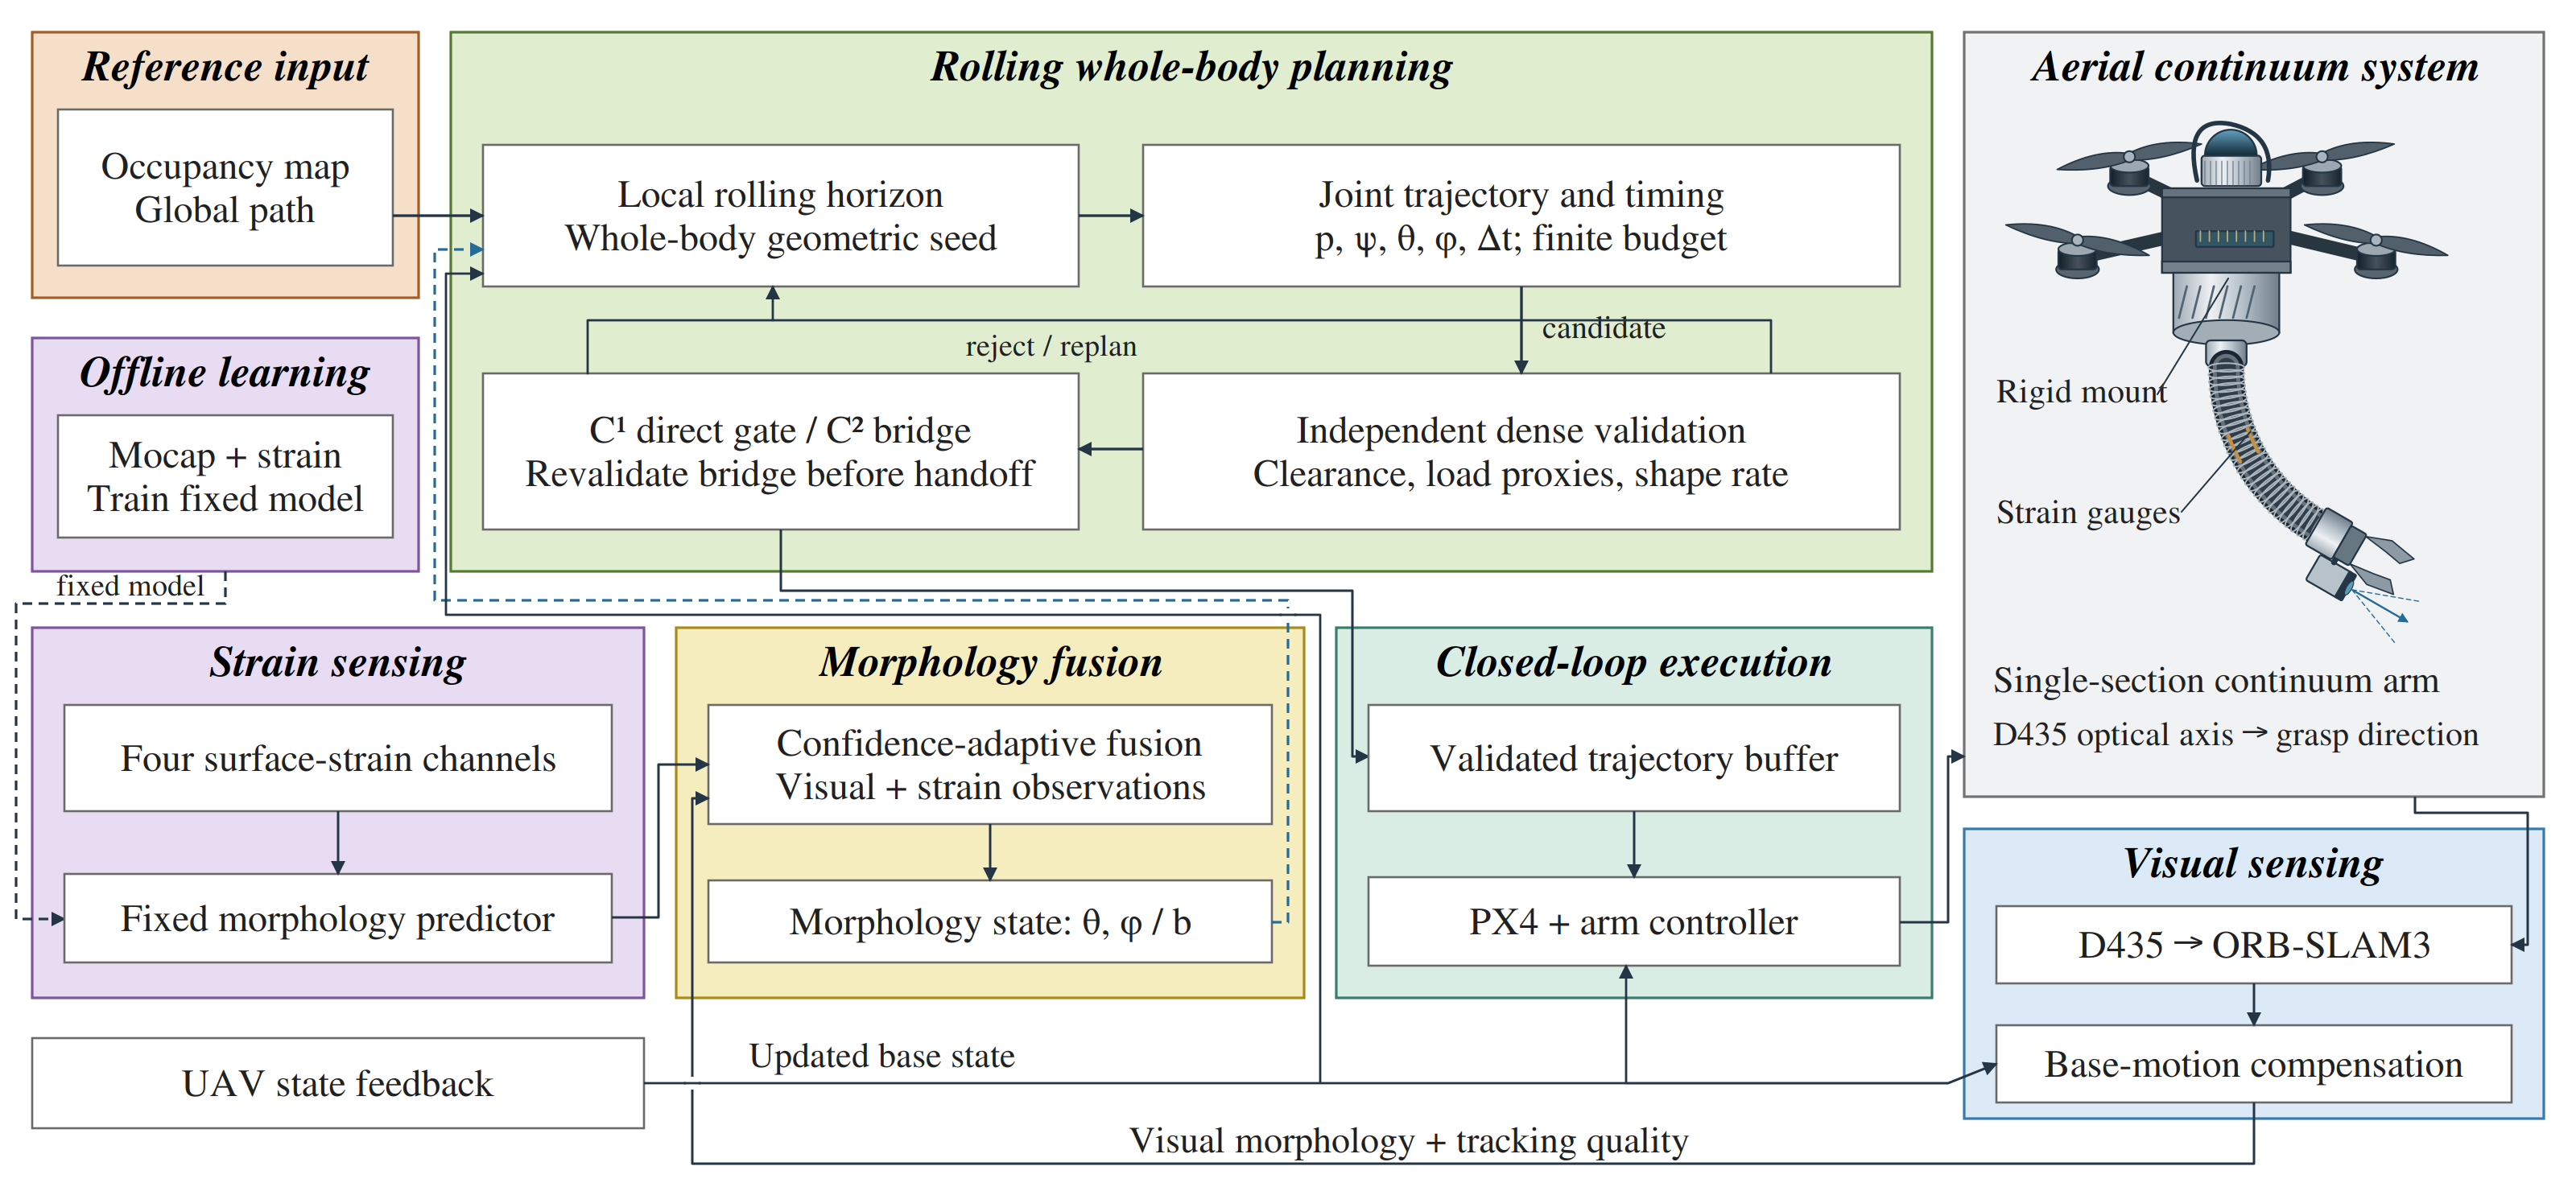 Reference input
Occupancy map
Global path
Rolling whole-body planning
Local rolling horizon
Whole-body geometric seed
Joint trajectory and timing
p, ψ, θ, φ, Δt; finite budget
candidate
reject / replan
C¹ direct gate / C² bridge
Revalidate bridge before handoff
Independent dense validation
Clearance, load proxies, shape rate
Aerial continuum system
Rigid mount
Strain gauges
Single-section continuum arm
D435 optical axis → grasp direction
Offline learning
Mocap + strain
Train fixed model
fixed model
Strain sensing
Four surface-strain channels
Fixed morphology predictor
Morphology fusion
Confidence-adaptive fusion
Visual + strain observations
Morphology state: θ, φ / b
Closed-loop execution
Validated trajectory buffer
PX4 + arm controller
Visual sensing
D435 → ORB-SLAM3
Base-motion compensation
UAV state feedback
Updated base state
Visual morphology + tracking quality